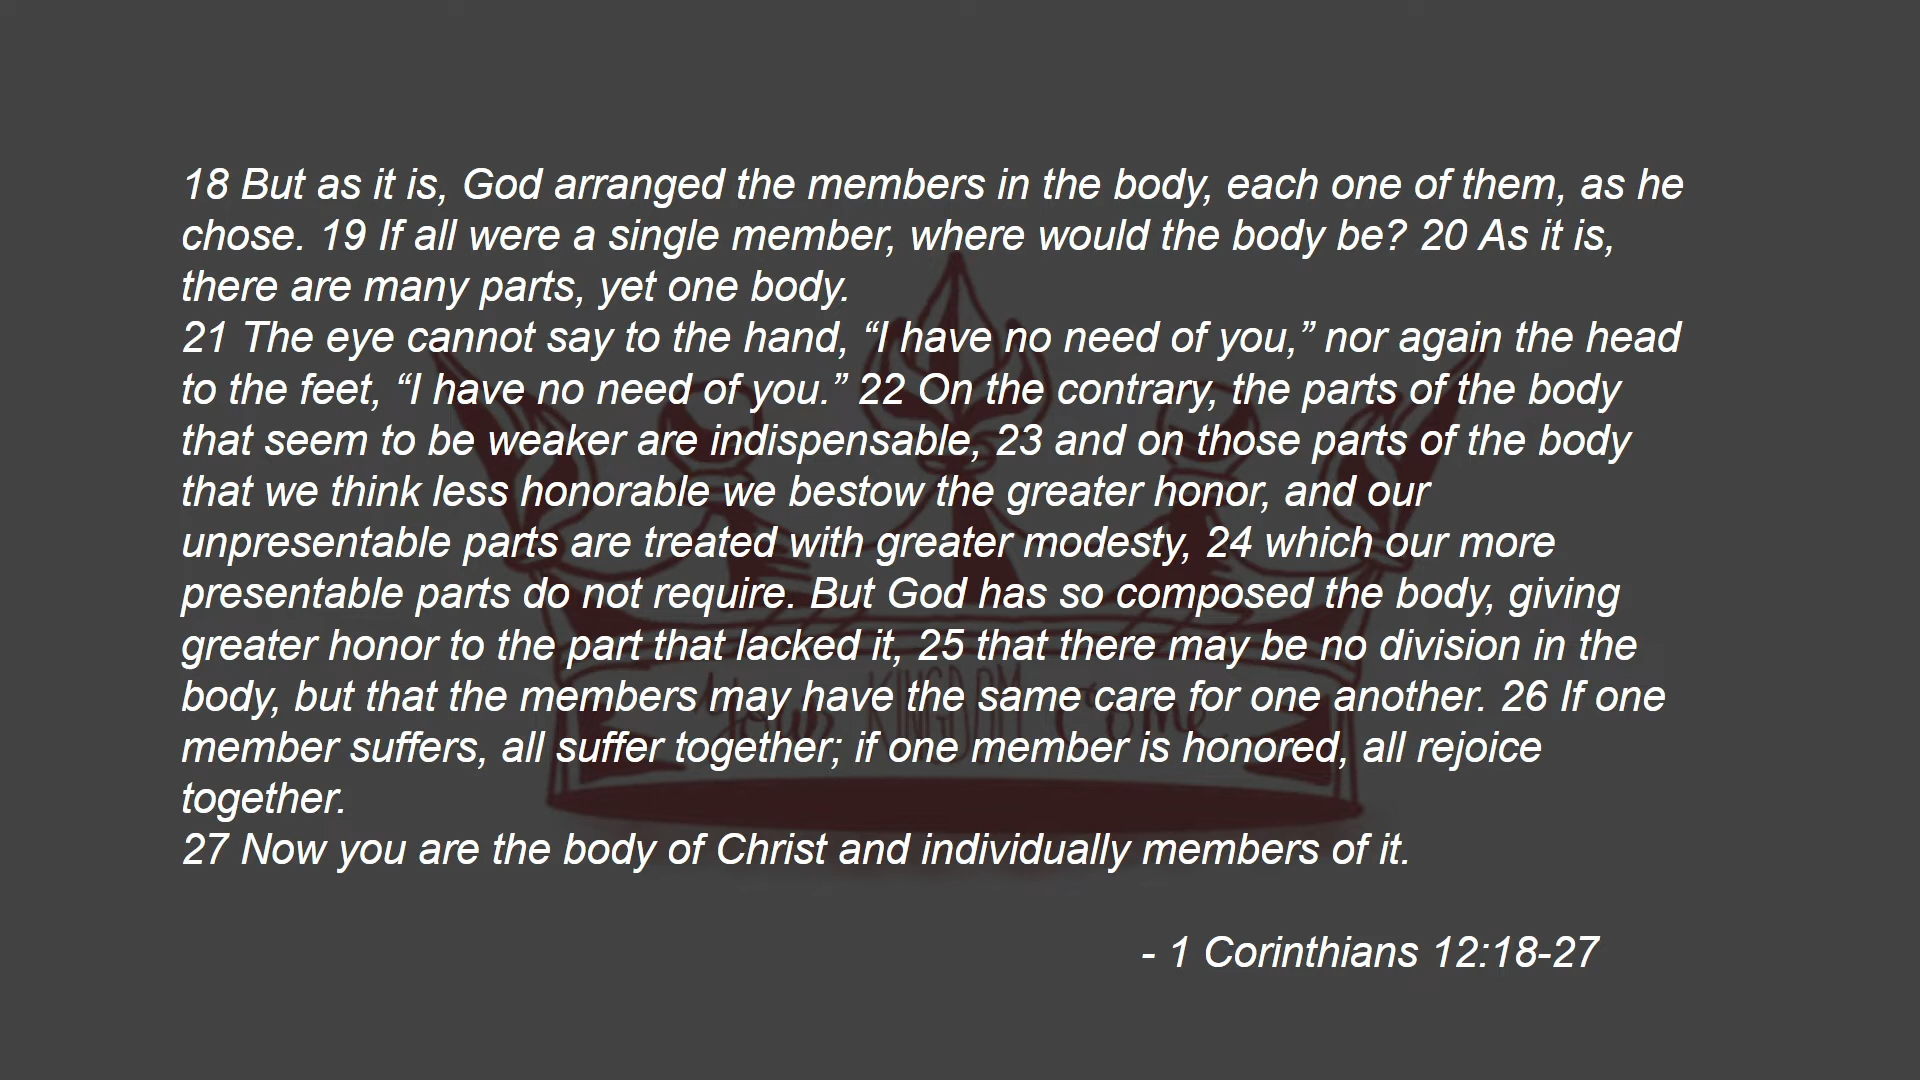 18 But as it is, God arranged the members in the body, each one of them, as he
chose. 19 If all were a single member, where would the body be? 20 As it is,
there are many parts, yet one body.
21 The eye cannot say to the hand, “I have no need of you,” nor again the head
to the feet, “I have no need of you.” 22 On the contrary, the parts of the body
that seem to be weaker are indispensable, 23 and on those parts of the body
that we think less honorable we bestow the greater honor, and our
unpresentable parts are treated with greater modesty, 24 which our more
presentable parts do not require. But God has so composed the body, giving
greater honor to the part that lacked it, 25 that there may be no division in the
body, but that the members may have the same care for one another. 26 If one
member suffers, all suffer together; if one member is honored, all rejoice
together.
27 Now you are the body of Christ and individually members of it.
- 1 Corinthians 12:18-27
Your KINGDOM Come